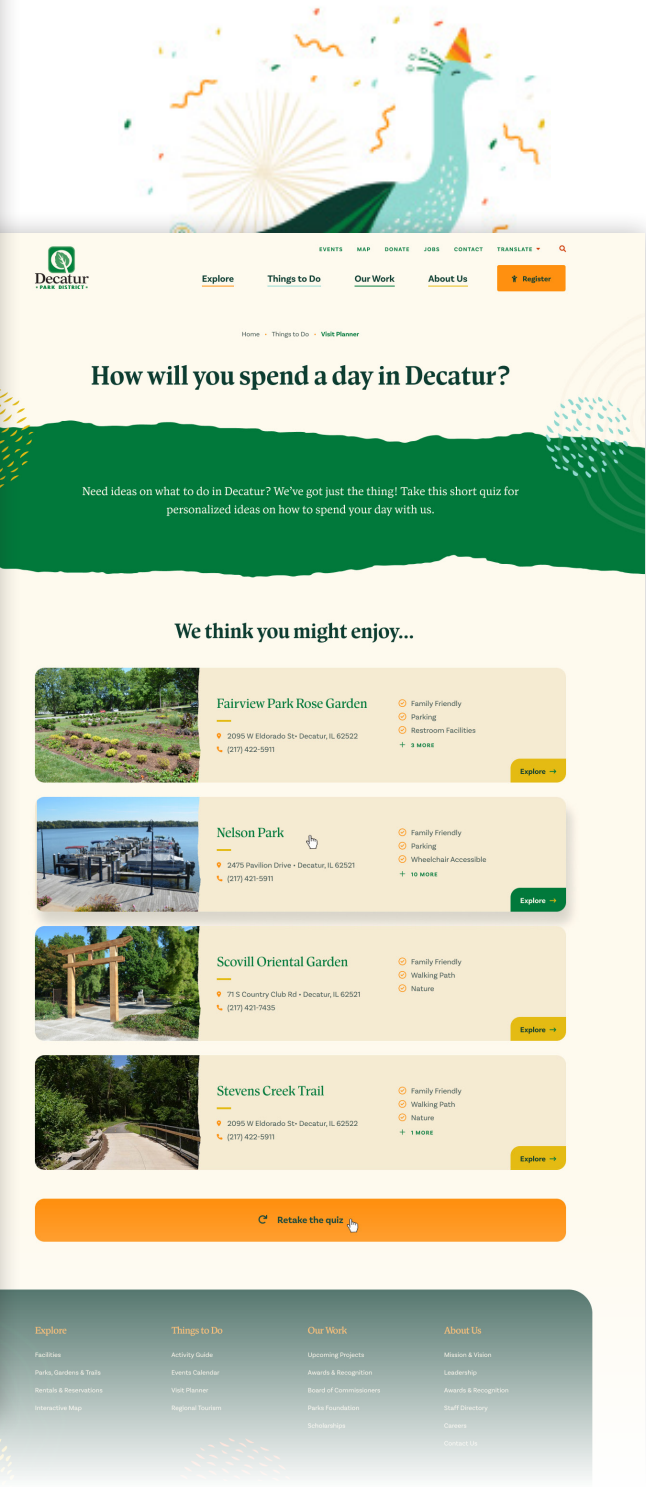 EVENTS MAP DONATE JOBS CONTACT TRANSLATE
Decatur
PARK DISTRICT
Explore Things to Do Our Work About Us Register
Home • Things to Do • Visit Planner
How will you spend a day in Decatur?
Need ideas on what to do in Decatur? We've got just the thing! Take this short quiz for
personalized ideas on how to spend your day with us.
We think you might enjoy...
Fairview Park Rose Garden
2095 W Eldorado St• Decatur, IL 62522
(217) 422-5911
Family Friendly
Parking
Restroom Facilities
+ 3 MORE
Explore →
Nelson Park
2475 Pavilion Drive • Decatur, IL 62521
(217) 421-5911
Family Friendly
Parking
Wheelchair Accessible
+ 10 MORE
Explore →
Scovill Oriental Garden
71 S Country Club Rd • Decatur, IL 62521
(217) 421-7435
Family Friendly
Walking Path
Nature
Explore →
Stevens Creek Trail
2095 W Eldorado St• Decatur, IL 62522
(217) 422-5911
Family Friendly
Walking Path
Nature
+ 1 MORE
Explore →
Retake the quiz
Explore
Facilities
Parks, Gardens & Trails
Rentals & Reservations
Interactive Map
Things to Do
Activity Guide
Events Calendar
Visit Planner
Regional Tourism
Our Work
Upcoming Projects
Awards & Recognition
Board of Commissioners
Parks Foundation
Scholarships
About Us
Mission & Vision
Leadership
Awards & Recognition
Staff Directory
Careers
Contact Us